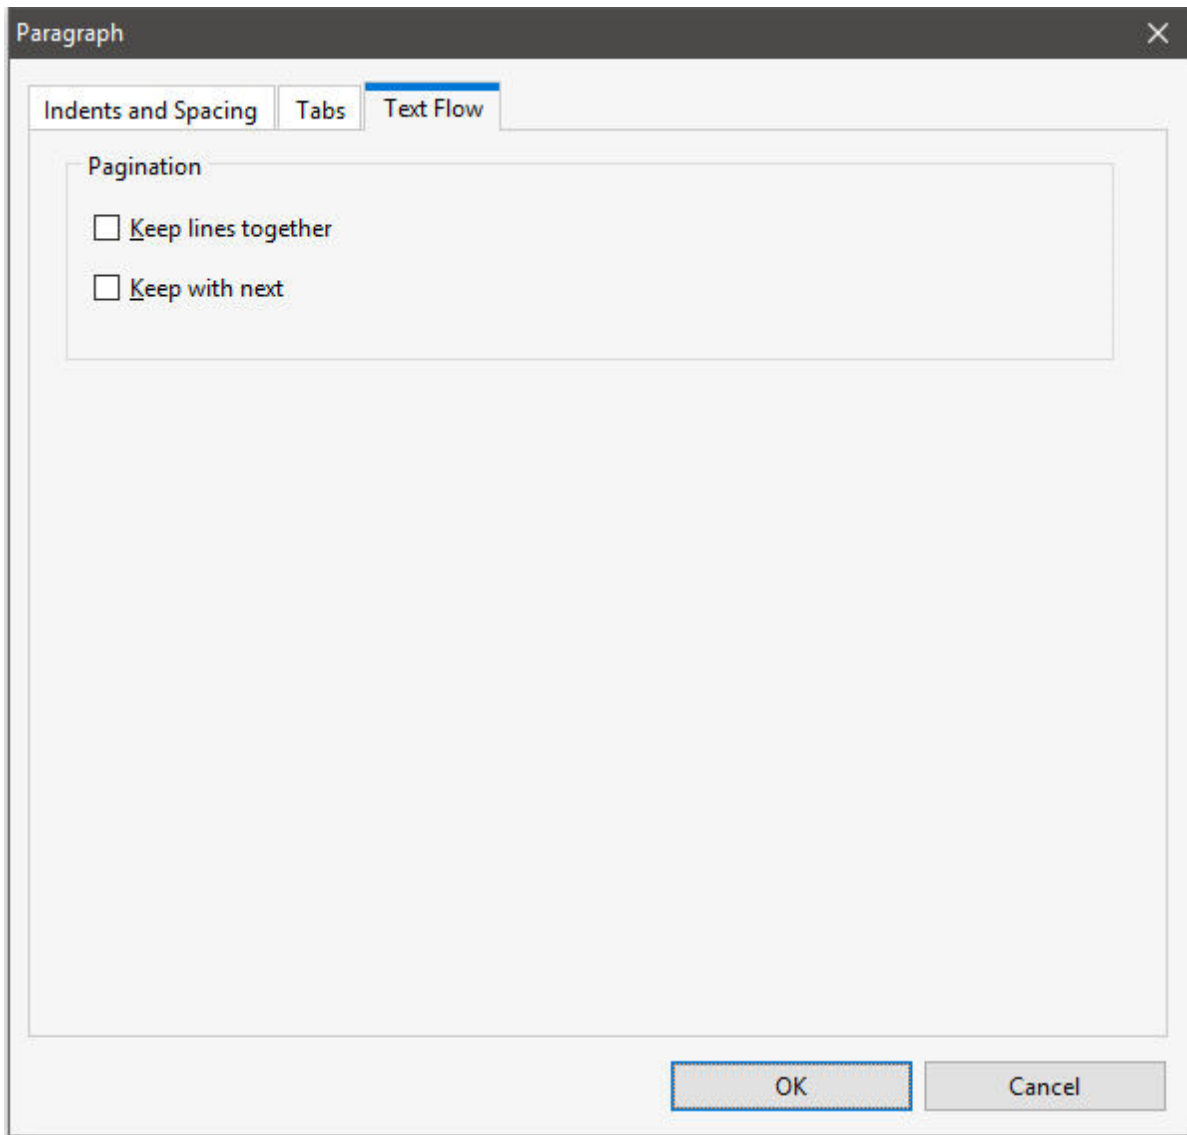 Paragraph
Indents and Spacing Tabs Text Flow
Pagination
Keep lines together
Keep with next
OK Cancel